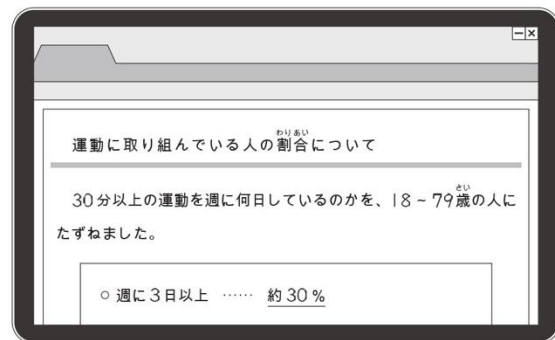 運動に取り組んでいる人の割合について
30分以上の運動を週に何日しているのかを、18~79歳の人に
たずねました。
○ 週に3日以上 …… 約30%